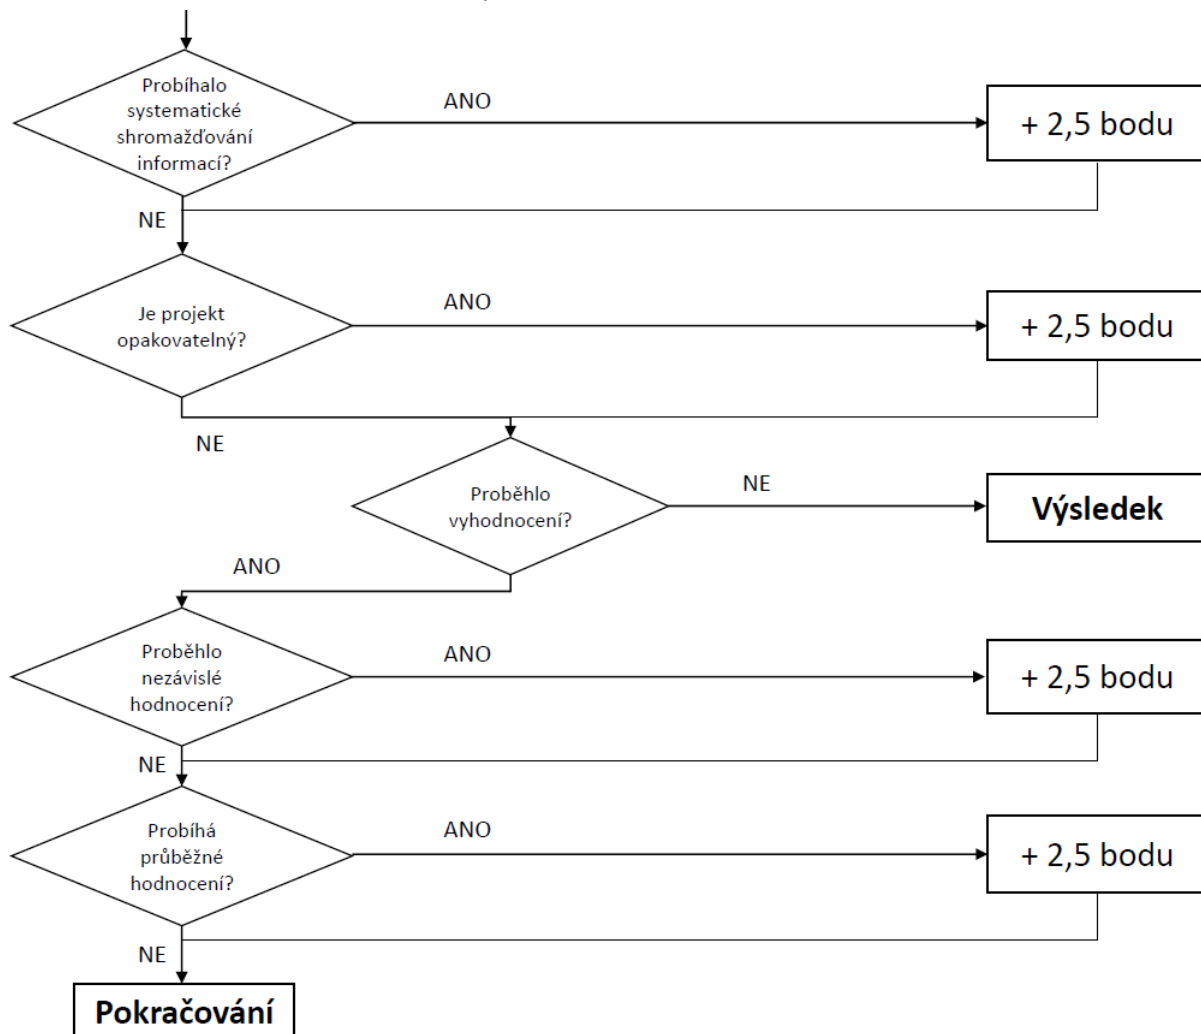 Probíhalo
systematické
shromažďování
informací?
ANO
+ 2,5 bodu
NE
Je projekt
opakovatelný?
ANO
+ 2,5 bodu
NE
Proběhlo
vyhodnocení?
NE
Výsledek
ANO
Proběhlo
nezávislé
hodnocení?
ANO
+ 2,5 bodu
NE
Probíhá
průběžné
hodnocení?
ANO
+ 2,5 bodu
NE
Pokračování